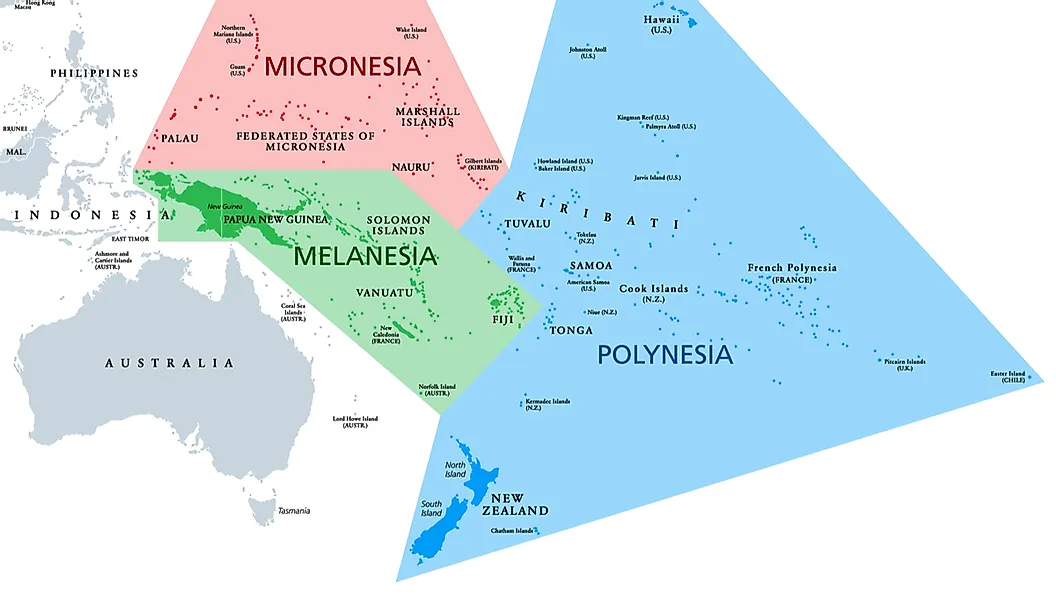 Hong Kong
Macau
PHILIPPINES
BRUNEI
MAL.
INDONESIA
EAST TIMOR
Ashmore and
Cartier Islands
(AUSTR.)
AUSTRALIA
Coral Sea
Islands
(AUSTR.)
Lord Howe Island
(AUSTR.)
Tasmania
Northern
Mariana Islands
(U.S.)
Guam
(U.S.)
Wake Island
(U.S.)
MICRONESIA
MARSHALL
ISLANDS
PALAU
FEDERATED STATES OF
MICRONESIA
NAURU
Gilbert Islands
(KIRIBATI)
New Guinea
PAPUA NEW GUINEA
SOLOMON
ISLANDS
MELANESIA
VANUATU
FIJI
New
Caledonia
(FRANCE)
Norfolk Island
(AUSTR.)
Hawaii
(U.S.)
Johnston Atoll
(U.S.)
Kingman Reef (U.S.)
Palmyra Atoll (U.S.)
Howland Island (U.S.)
Baker Island (U.S.)
Jarvis Island (U.S.)
KIRIBATI
TUVALU
Tokelau
(N.Z.)
Wallis and
Futuna
(FRANCE)
SAMOA
American Samoa
(U.S.)
Cook Islands
(N.Z.)
French Polynesia
(FRANCE)
Niue (N.Z.)
TONGA
POLYNESIA
Pitcairn Islands
(U.K.)
Easter Island
(CHILE)
Kermadec Islands
(N.Z.)
North
Island
South
Island
NEW
ZEALAND
Chatham Islands